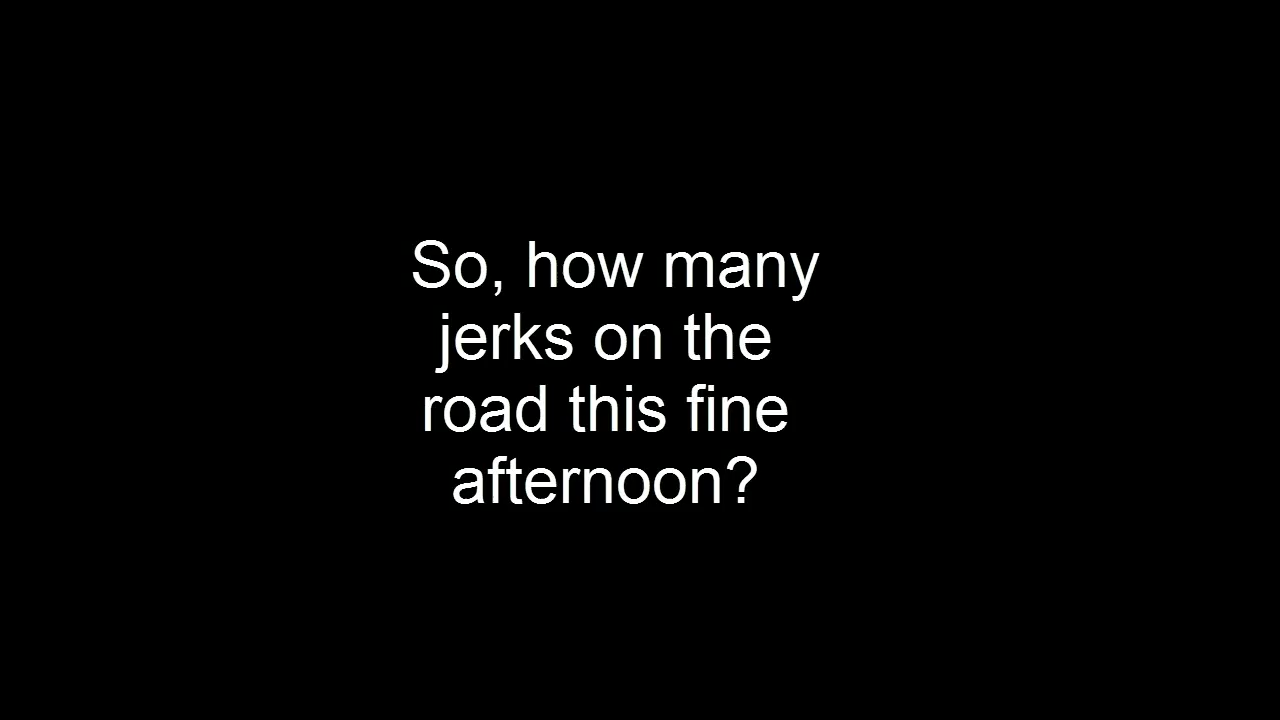 So, how many
jerks on the
road this fine
afternoon?